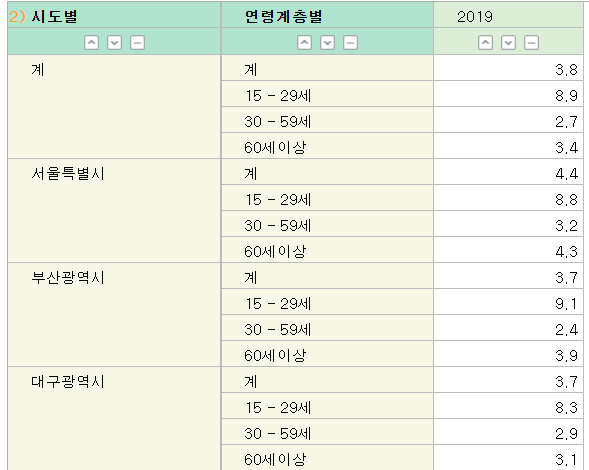 2) 시도별 연령계층별 2019
계 계 3.8
15 - 29세 8.9
30 - 59세 2.7
60세이상 3.4
서울특별시 계 4.4
15 - 29세 8.8
30 - 59세 3.2
60세이상 4.3
부산광역시 계 3.7
15 - 29세 9.1
30 - 59세 2.4
60세이상 3.9
대구광역시 계 3.7
15 - 29세 8.3
30 - 59세 2.9
60세이상 3.1